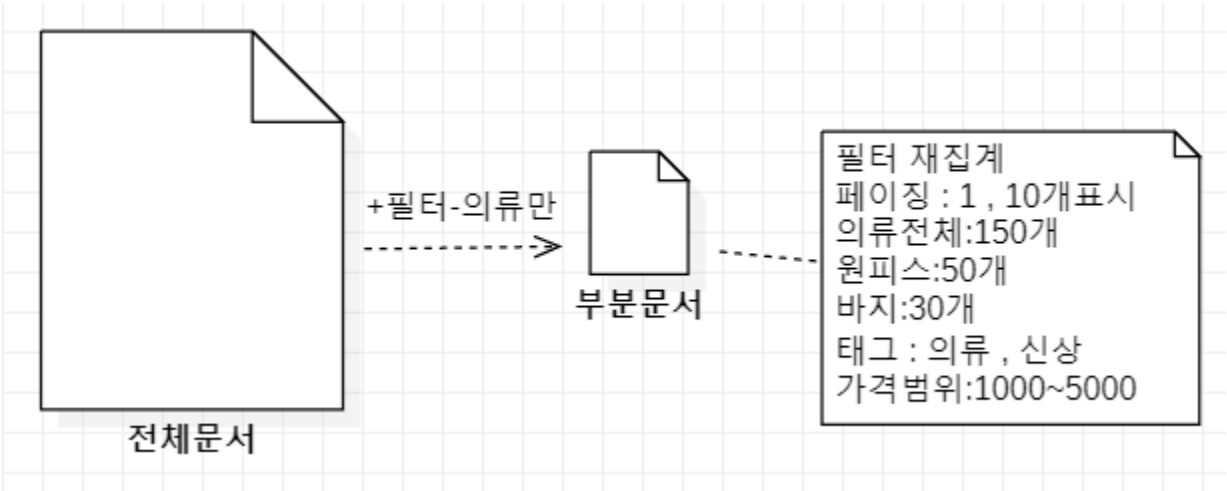 전체문서
+필터-의류만
부분문서
필터 재집계
페이징 : 1 , 10개표시
의류전체:150개
원피스:50개
바지:30개
태그 : 의류 , 신상
가격범위:1000~5000